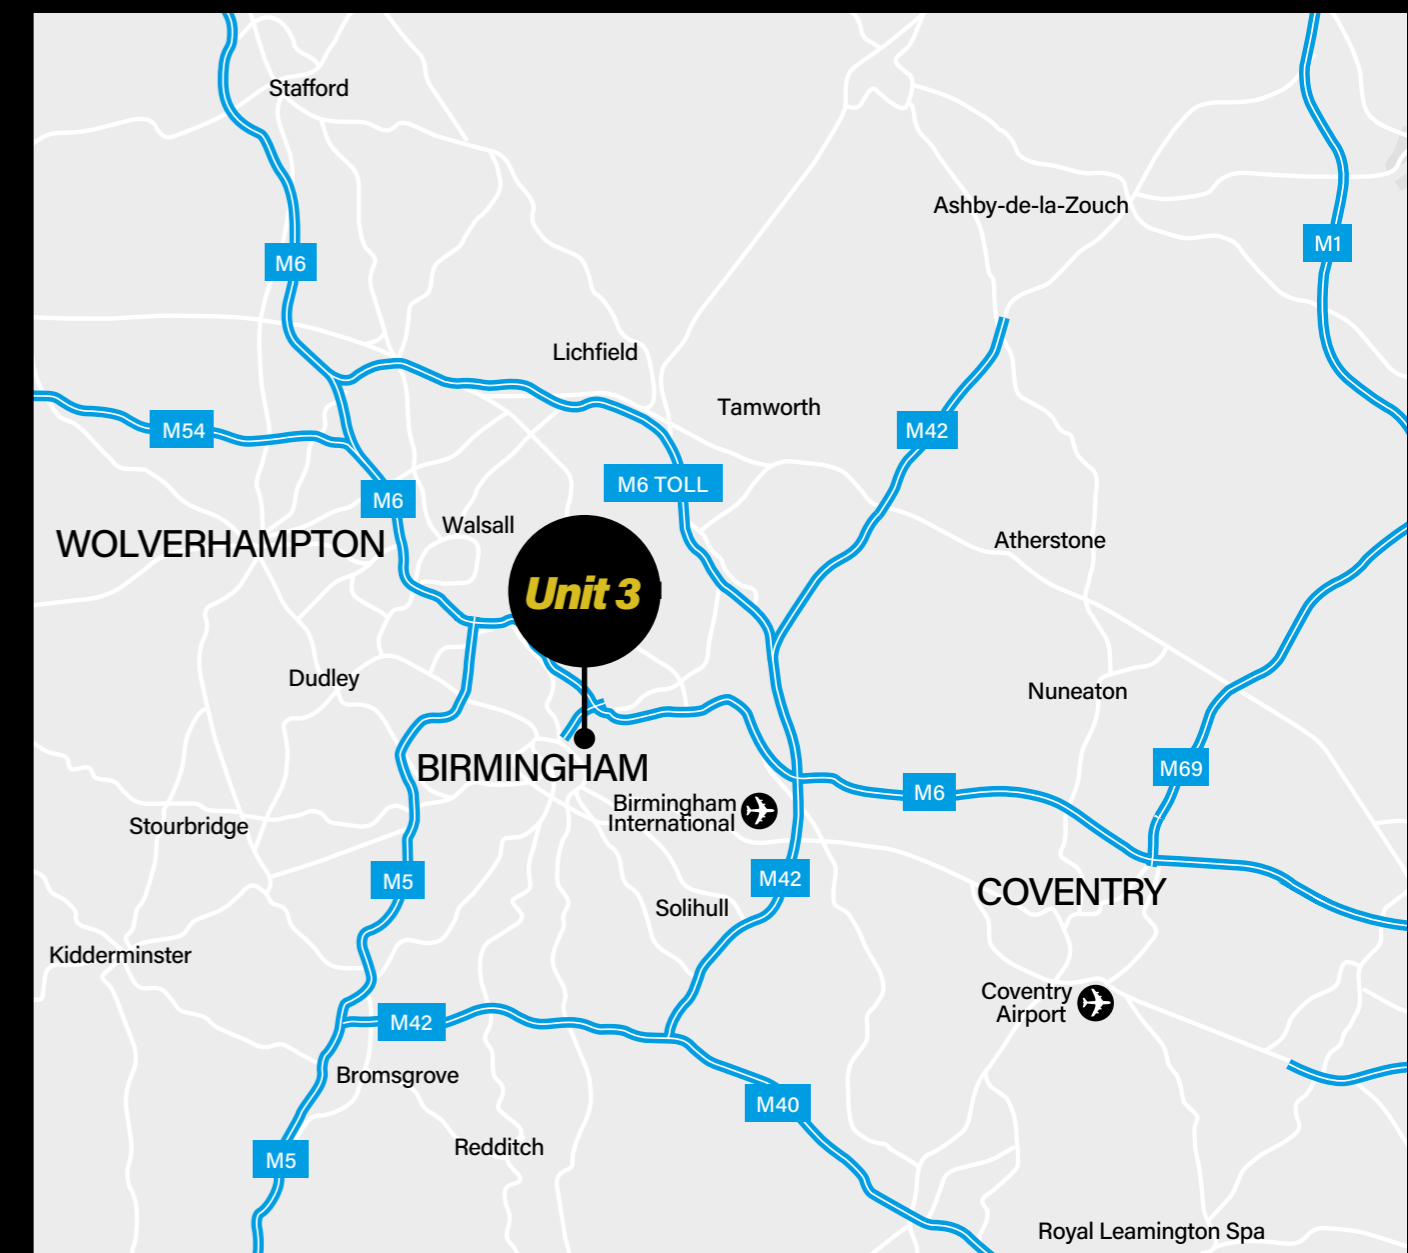 Stafford
Ashby-de-la-Zouch
M1
M6
Lichfield
Tamworth
M54
M42
M6 TOLL
M6
Walsall
WOLVERHAMPTON
Atherstone
Unit 3
Dudley
Nuneaton
BIRMINGHAM
M69
M6
Birmingham
International
Stourbridge
M5
M42
COVENTRY
Solihull
Kidderminster
Coventry
Airport
M42
Bromsgrove
M40
Redditch
M5
Royal Leamington Spa